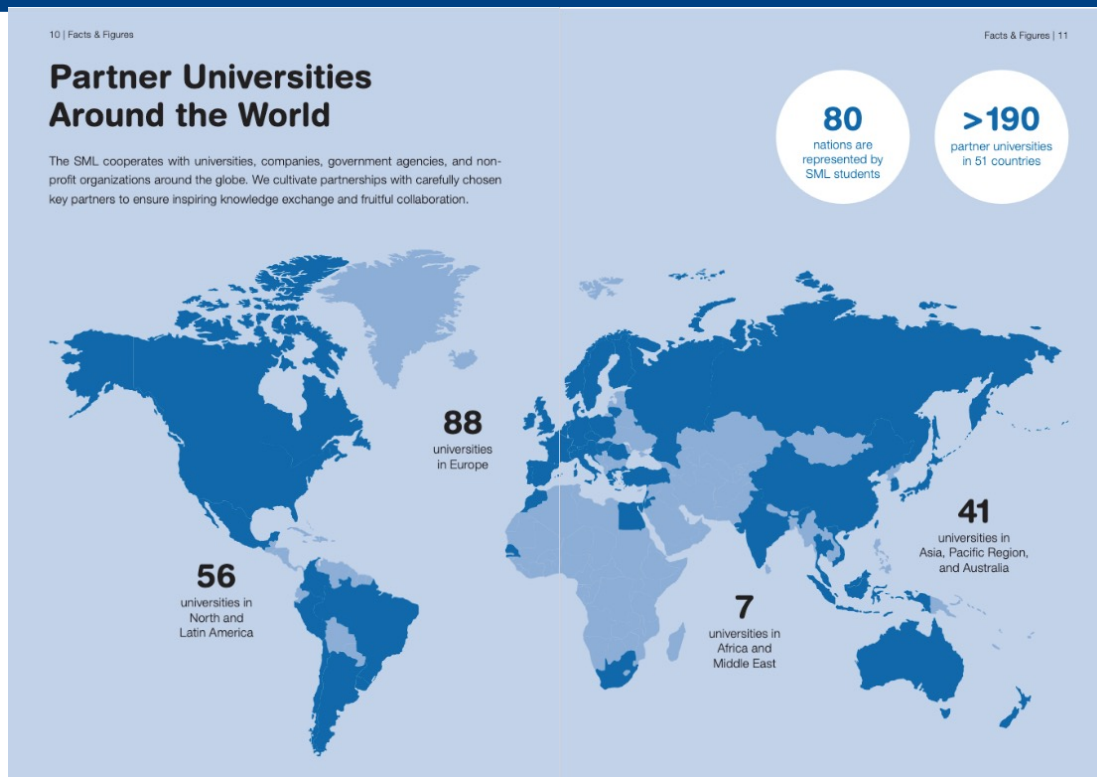 10 | Facts & Figures
Facts & Figures | 11
Partner Universities
Around the World
The SML cooperates with universities, companies, government agencies, and non-
profit organizations around the globe. We cultivate partnerships with carefully chosen
key partners to ensure inspiring knowledge exchange and fruitful collaboration.
80
nations are
represented by
SML students
>190
partner universities
in 51 countries
88
universities
in Europe
56
universities in
North and
Latin America
7
universities in
Africa and
Middle East
41
universities in
Asia, Pacific Region,
and Australia